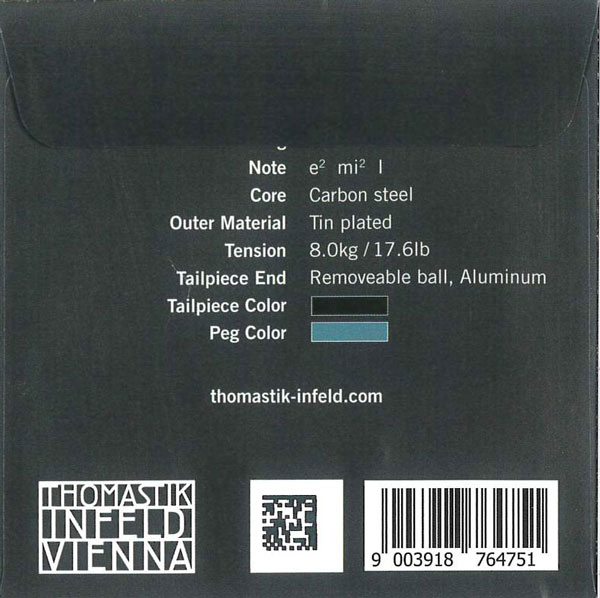 Note e² mi² I
Core Carbon steel
Outer Material Tin plated
Tension 8.0kg / 17.6lb
Tailpiece End Removeable ball, Aluminum
Tailpiece Color
Peg Color
thomastik-infeld.com
THOMASTIK
INFELD
VIENNA
9 003918 764751